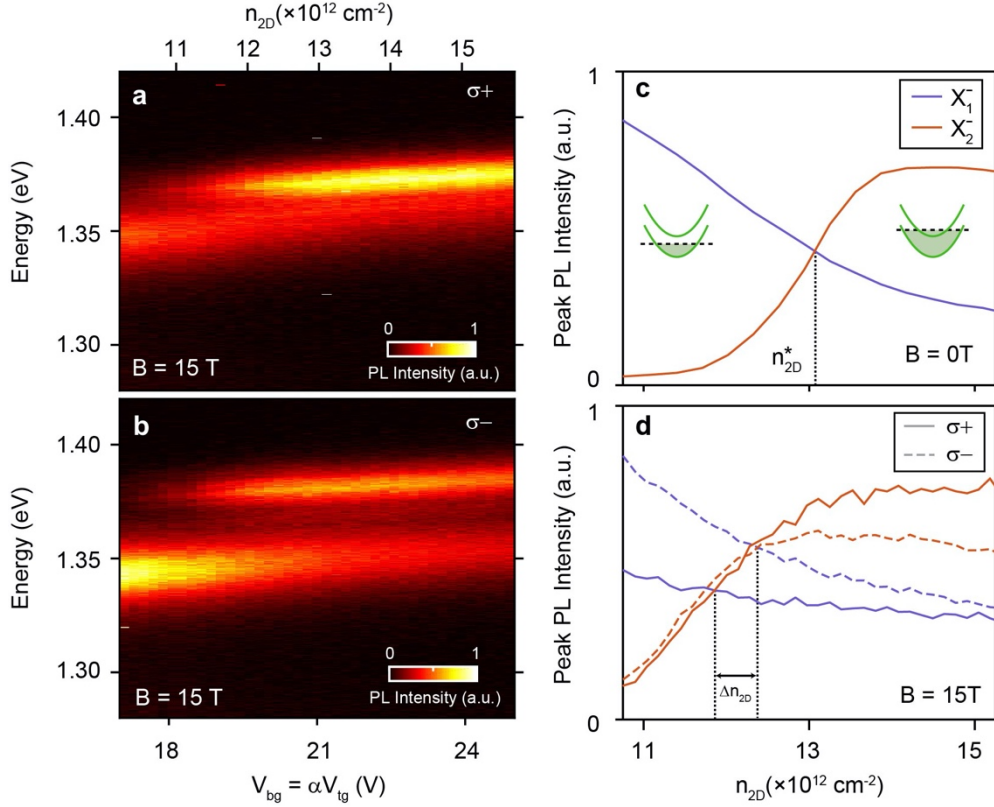 n₂D(×10¹² cm⁻²)
11 12 13 14 15
a
σ+
1.40
1.35
1.30
Energy (eV)
0 1
PL Intensity (a.u.)
B = 15 T
b
σ−
1.40
1.35
1.30
Energy (eV)
0 1
PL Intensity (a.u.)
B = 15 T
18 21 24
V_bg = αV_tg (V)
c
X₁⁻
X₂⁻
1
0
Peak PL Intensity (a.u.)
n*₂D
B = 0T
d
σ+
σ−
1
0
Peak PL Intensity (a.u.)
Δn₂D
B = 15T
11 13 15
n₂D(×10¹² cm⁻²)